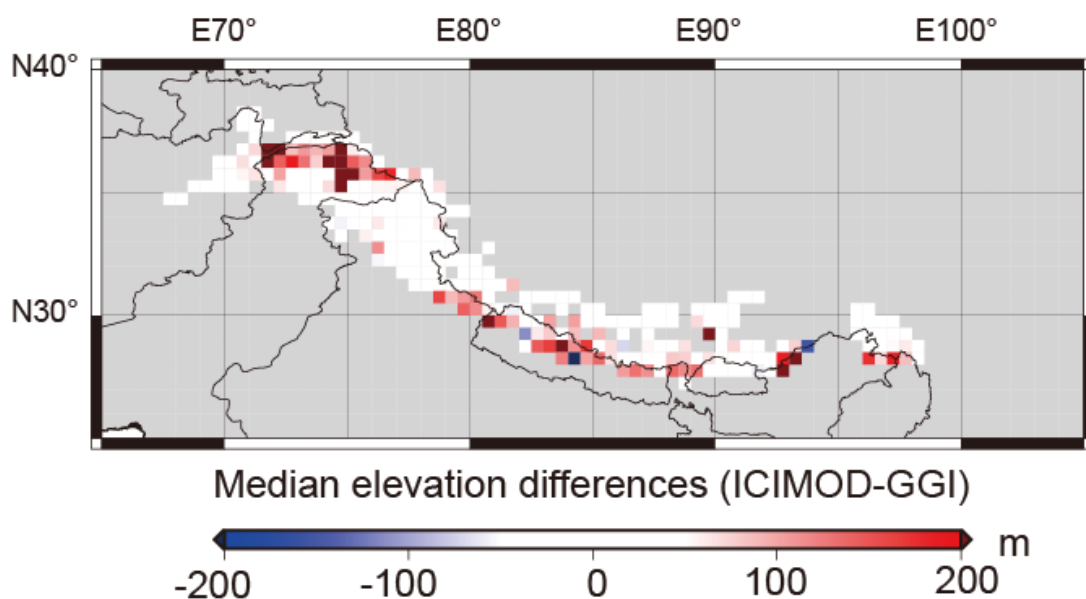 E70° E80° E90° E100°
N40°
N30°
Median elevation differences (ICIMOD-GGI)
m
-200 -100 0 100 200